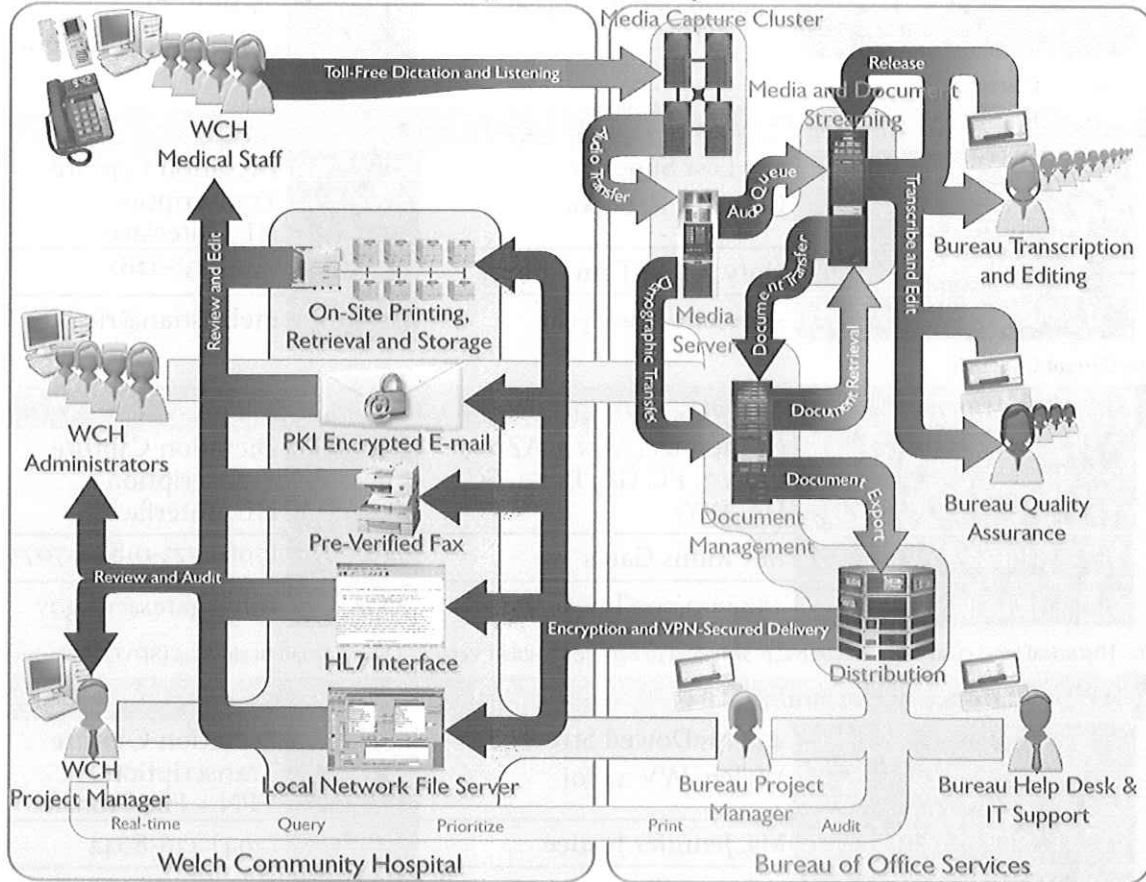 Media Capture Cluster
Toll-Free Dictation and Listening
Release
Media and Document
Streaming
WCH
Medical Staff
Audio Transfer
Audio Queue
Transcribe and Edit
Bureau Transcription
and Editing
Review and Edit
On-Site Printing,
Retrieval and Storage
Demographic Transfer
Media
Server
Document Transfer
Document Retrieval
WCH
Administrators
PKI Encrypted E-mail
Document Export
Bureau Quality
Assurance
Pre-Verified Fax
Document
Management
Review and Audit
Encryption and VPN-Secured Delivery
HL7 Interface
Distribution
WCH
Project Manager
Local Network File Server
Bureau Project
Manager
Bureau Help Desk &
IT Support
Real-time
Query
Prioritize
Print
Audit
Welch Community Hospital
Bureau of Office Services